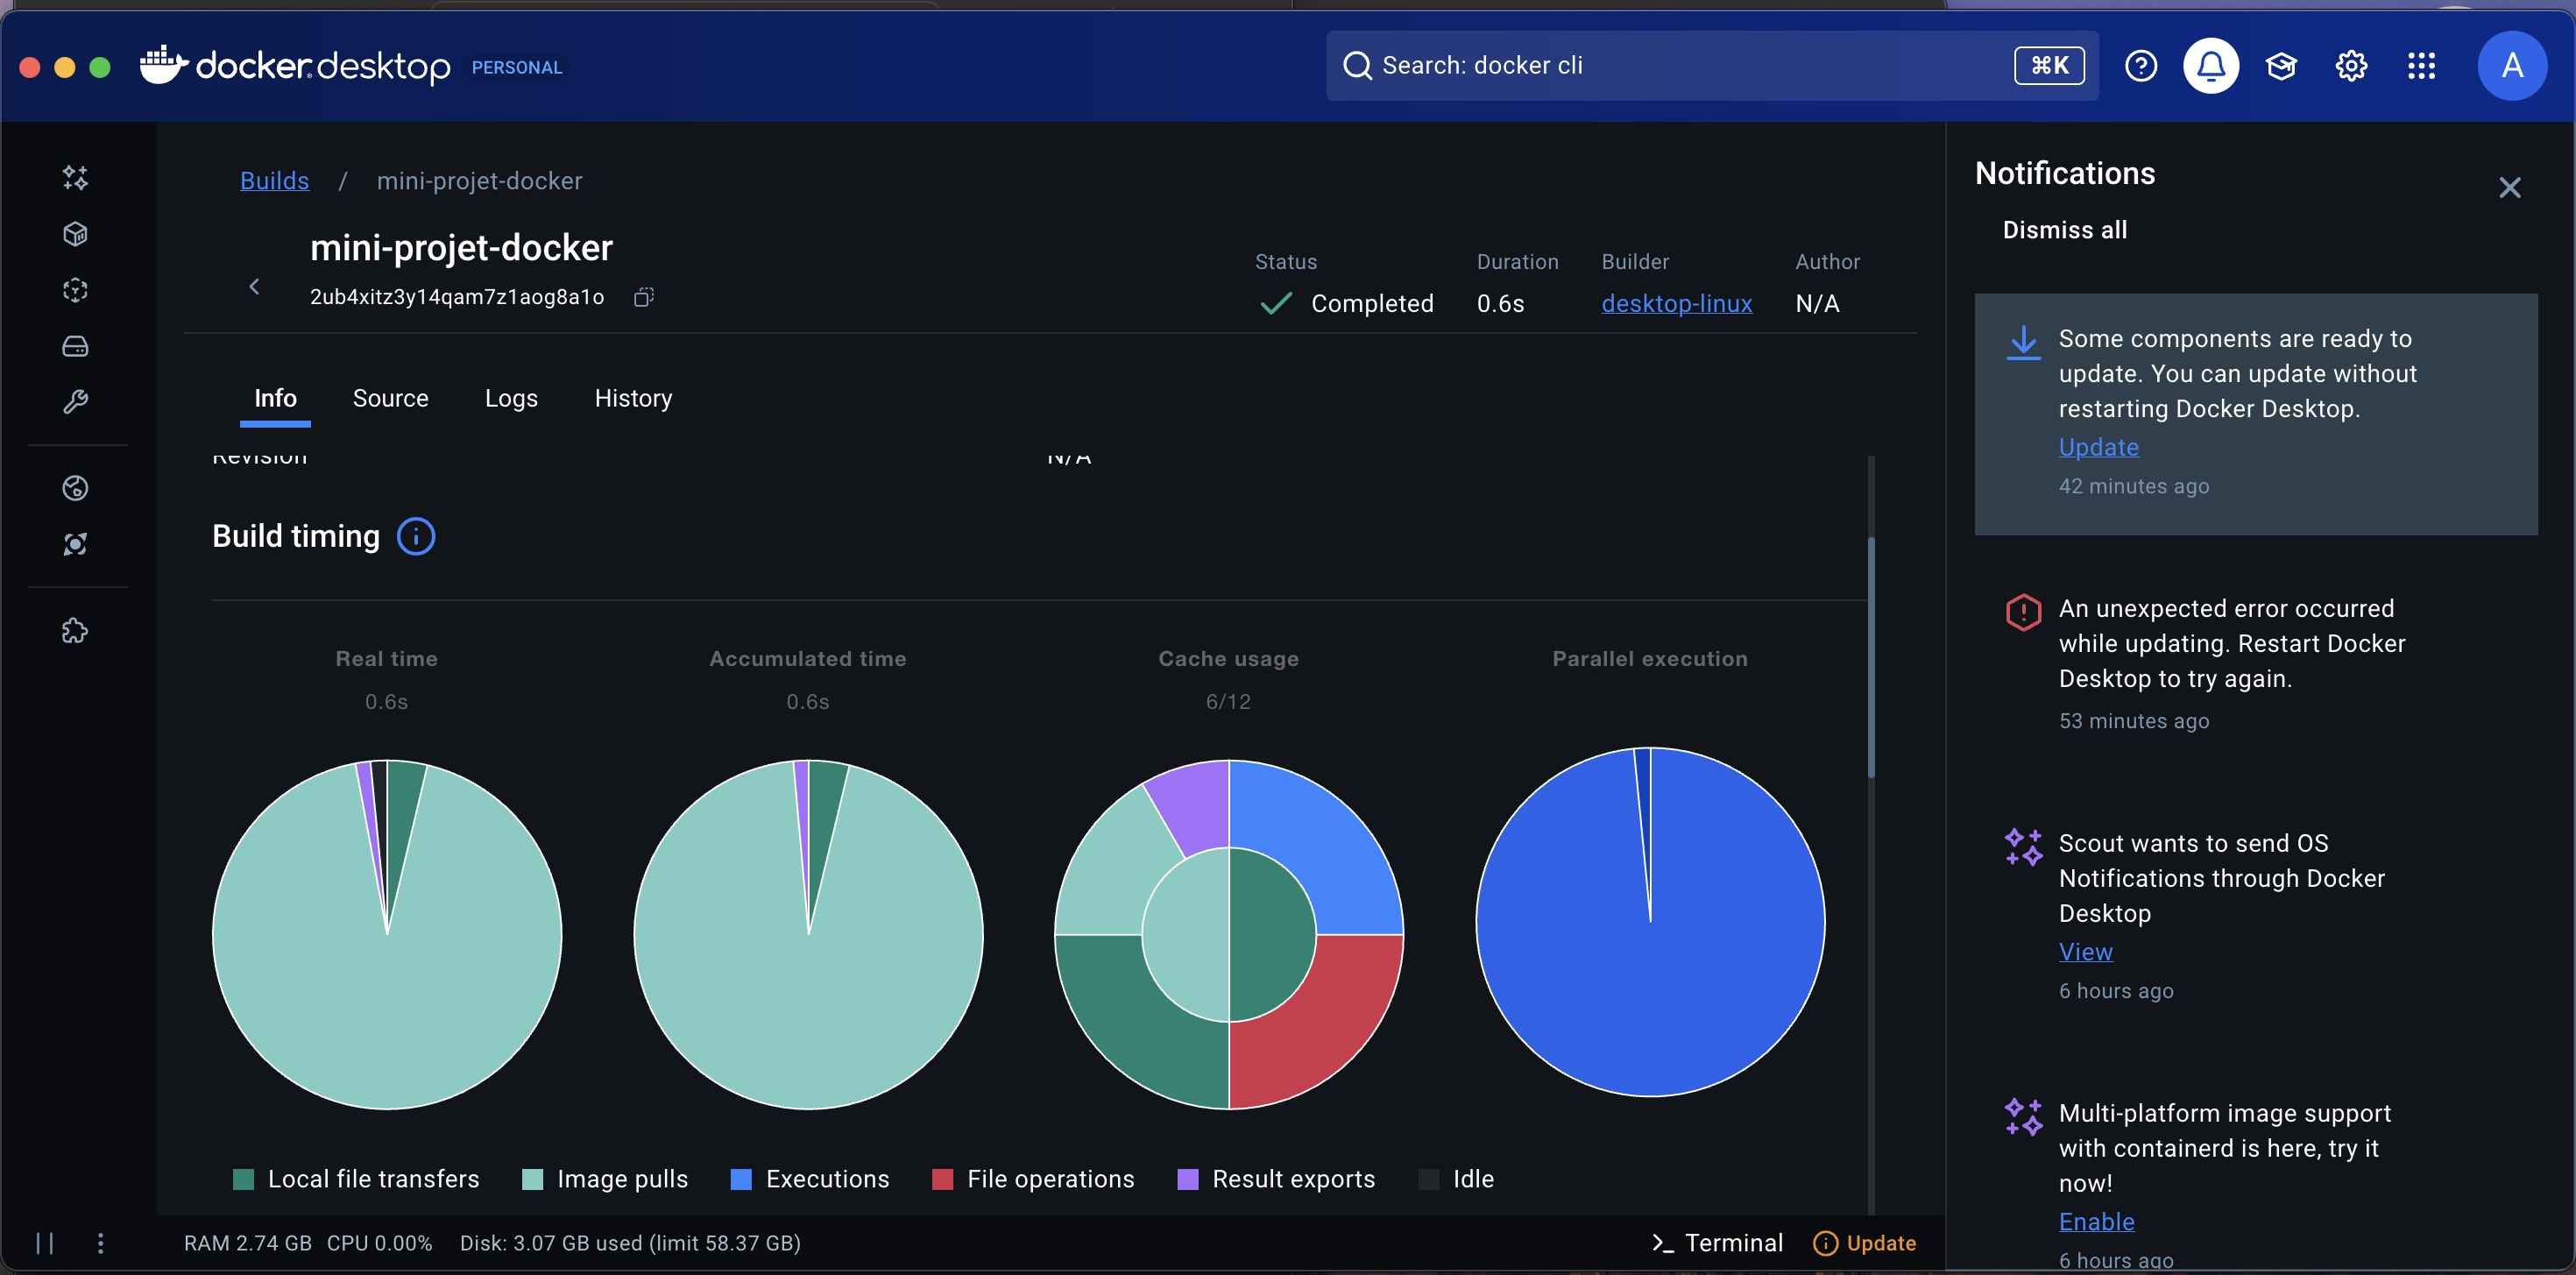 docker desktop PERSONAL
Search: docker cli
⌘K
A
Builds / mini-projet-docker
mini-projet-docker
2ub4xitz3y14qam7z1aog8a1o
Status
Completed
Duration
0.6s
Builder
desktop-linux
Author
N/A
Info Source Logs History
Revision N/A
Build timing
Real time
0.6s
Accumulated time
0.6s
Cache usage
6/12
Parallel execution
Local file transfers Image pulls Executions File operations Result exports Idle
RAM 2.74 GB CPU 0.00% Disk: 3.07 GB used (limit 58.37 GB)
Terminal Update
Notifications
Dismiss all
Some components are ready to
update. You can update without
restarting Docker Desktop.
Update
42 minutes ago
An unexpected error occurred
while updating. Restart Docker
Desktop to try again.
53 minutes ago
Scout wants to send OS
Notifications through Docker
Desktop
View
6 hours ago
Multi-platform image support
with containerd is here, try it
now!
Enable
6 hours ago